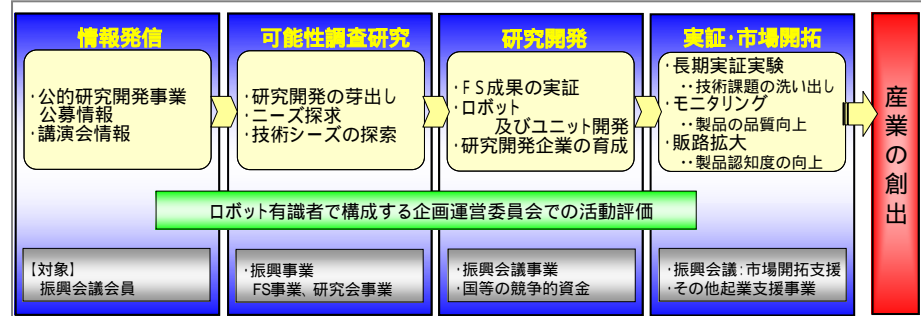 情報発信
・公的研究開発事業
公募情報
・講演会情報
可能性調査研究
・研究開発の芽出し
・ニーズ探求
・技術シーズの探索
研究開発
・FS成果の実証
・ロボット
及びユニット開発
・研究開発企業の育成
実証・市場開拓
・長期実証実験
・・技術課題の洗い出し
・モニタリング
・・製品の品質向上
・販路拡大
・・製品認知度の向上
産業の創出
ロボット有識者で構成する企画運営委員会での活動評価
【対象】
振興会議会員
・振興事業
FS事業、研究会事業
・振興会議事業
・国等の競争的資金
・振興会議:市場開拓支援
・その他起業支援事業